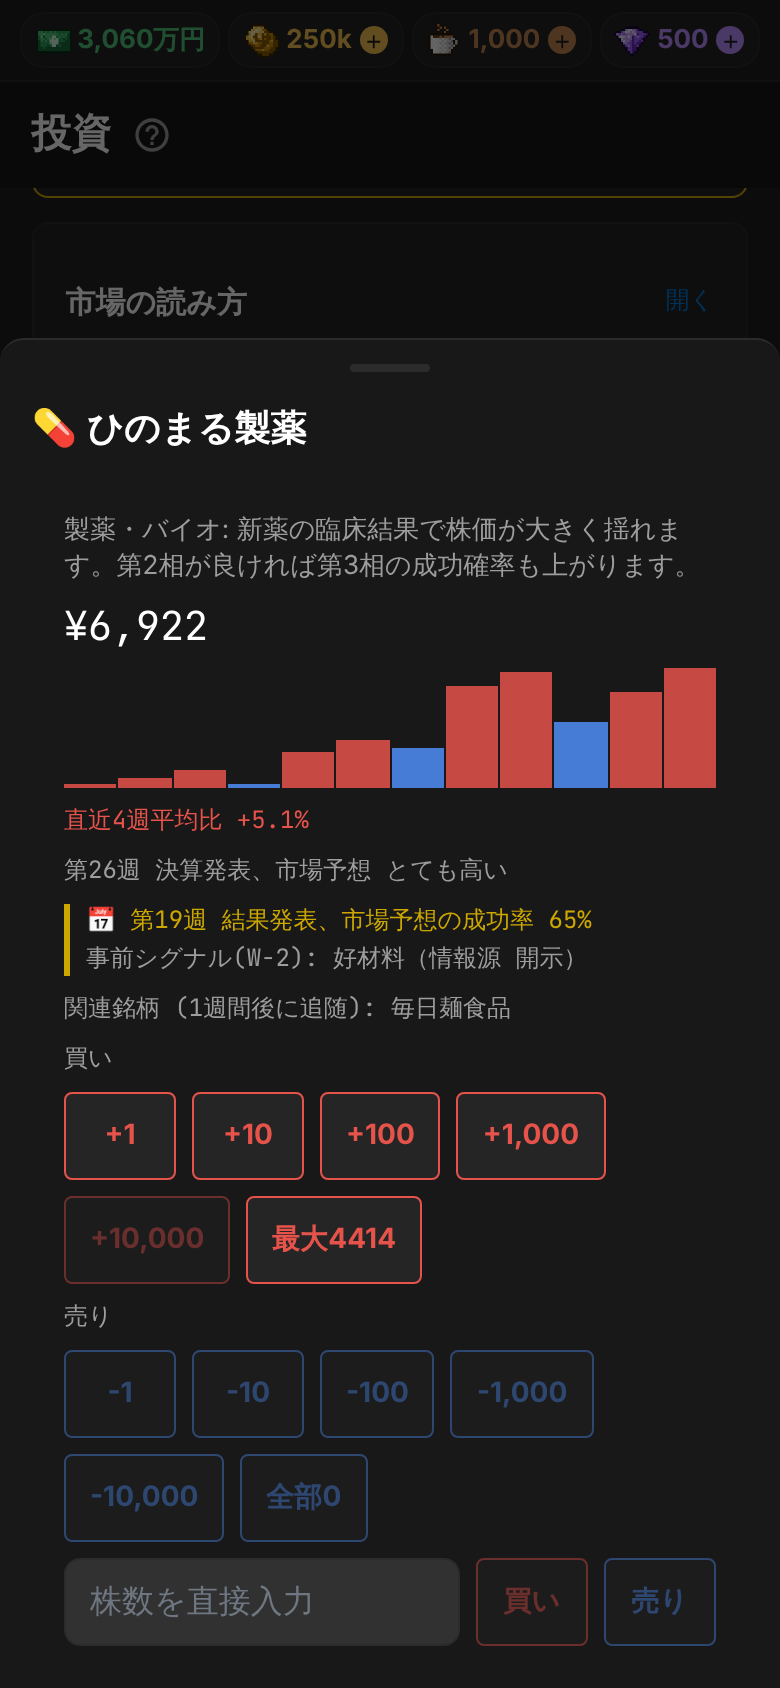 3,060万円 250k + 1,000 + 500 +
投資 ?
市場の読み方 開く
ひのまる製薬
製薬・バイオ: 新薬の臨床結果で株価が大きく揺れま
す。第2相が良ければ第3相の成功確率も上がります。
¥6,922
直近4週平均比 +5.1%
第26週 決算発表、市場予想 とても高い
第19週 結果発表、市場予想の成功率 65%
事前シグナル(W-2): 好材料（情報源 開示）
関連銘柄 (1週間後に追随): 毎日麺食品
買い
+1 +10 +100 +1,000
+10,000 最大4414
売り
-1 -10 -100 -1,000
-10,000 全部0
株数を直接入力 買い 売り